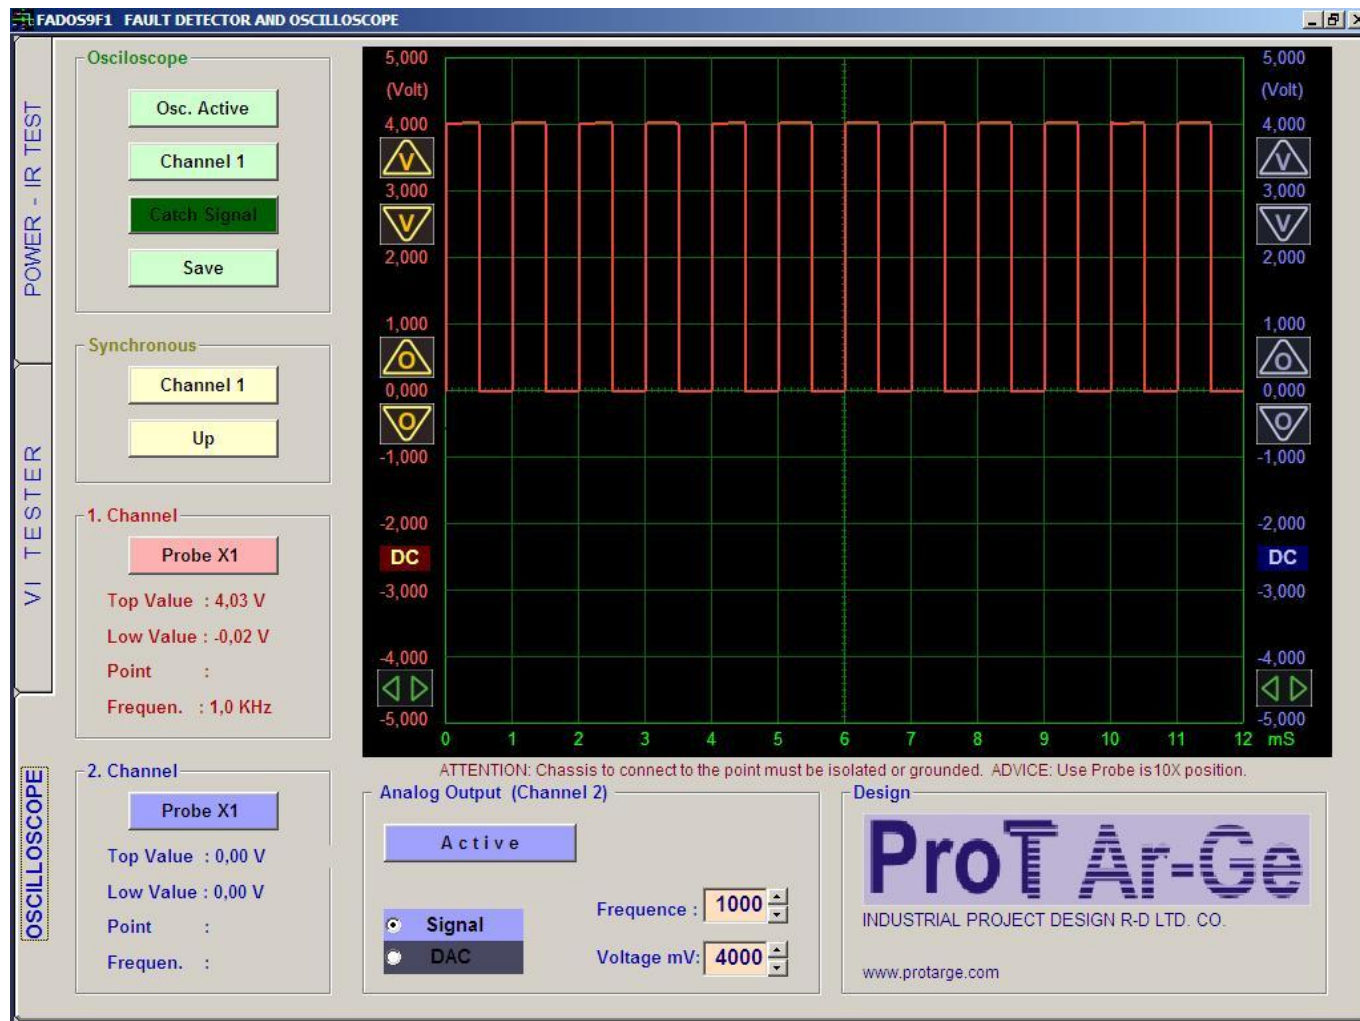 FADOS9F1 FAULT DETECTOR AND OSCILLOSCOPE
POWER - IR TEST
VI TESTER
OSCILLOSCOPE
Osciloscope
Osc. Active
Channel 1
Catch Signal
Save
Synchronous
Channel 1
Up
1. Channel
Probe X1
Top Value : 4,03 V
Low Value : -0,02 V
Point :
Frequen. : 1,0 KHz
2. Channel
Probe X1
Top Value : 0,00 V
Low Value : 0,00 V
Point :
Frequen. :
5,000
(Volt)
4,000
V
3,000
V
2,000
1,000
O
0,000
O
-1,000
-2,000
DC
-3,000
-4,000
-5,000
5,000
(Volt)
4,000
V
3,000
V
2,000
1,000
O
0,000
O
-1,000
-2,000
DC
-3,000
-4,000
-5,000
0 1 2 3 4 5 6 7 8 9 10 11 12 mS
ATTENTION: Chassis to connect to the point must be isolated or grounded. ADVICE: Use Probe is10X position.
Analog Output (Channel 2)
Active
Signal
DAC
Frequence : 1000
Voltage mV: 4000
Design
ProT Ar-Ge
INDUSTRIAL PROJECT DESIGN R-D LTD. CO.
www.protarge.com